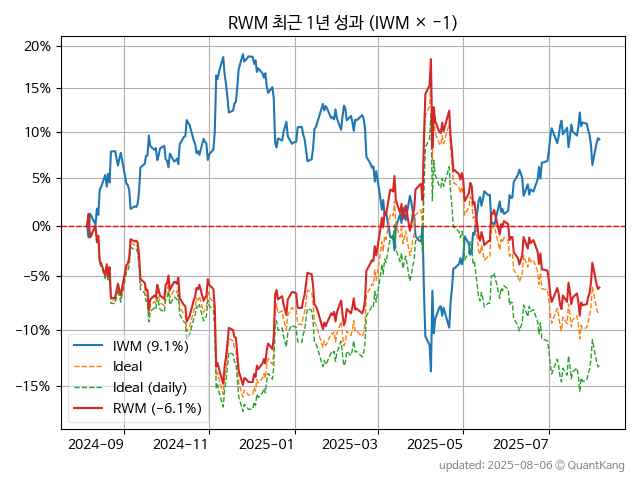 RWM 최근 1년 성과 (IWM × −1)
20%
15%
10%
5%
0%
−5%
−10%
−15%
IWM (9.1%)
Ideal
Ideal (daily)
RWM (−6.1%)
2024-09 2024-11 2025-01 2025-03 2025-05 2025-07
updated: 2025-08-06 © QuantKang